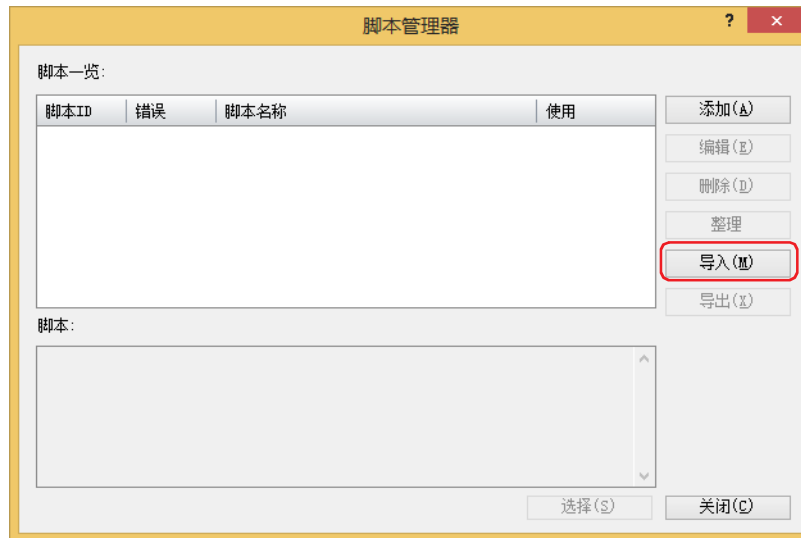 脚本管理器 ? ×
脚本一览:
脚本ID 错误 脚本名称 使用
添加(A)
编辑(E)
删除(D)
整理
导入(M)
导出(X)
脚本:
选择(S) 关闭(C)